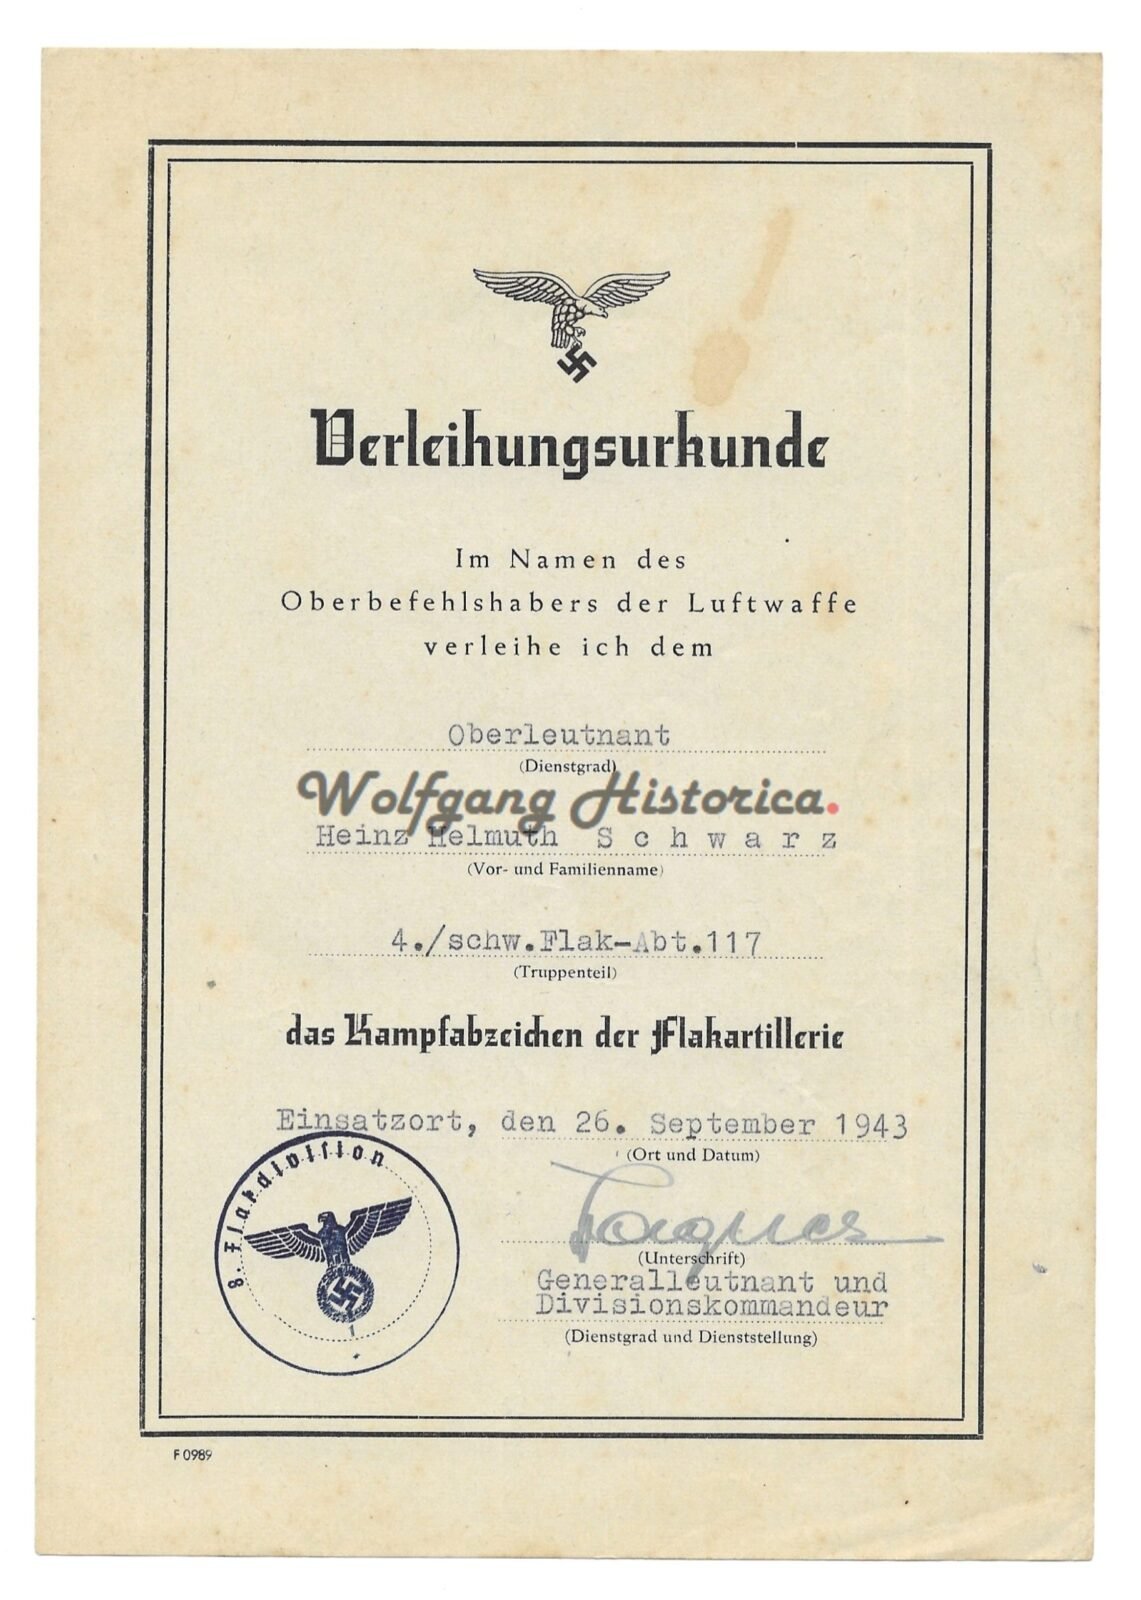 Verleihungsurkunde
Im Namen des
Oberbefehlshabers der Luftwaffe
verleihe ich dem
Oberleutnant
(Dienstgrad)
Wolfgang Historica.
Heinz Helmuth S c h w a r z
(Vor- und Familienname)
4./schw.Flak-Abt.117
(Truppenteil)
das Kampfabzeichen der Flakartillerie
Einsatzort, den 26. September 1943
(Ort und Datum)
8. Flakdivision
(Unterschrift)
Generalleutnant und
Divisionskommandeur
(Dienstgrad und Dienststellung)
F 0989